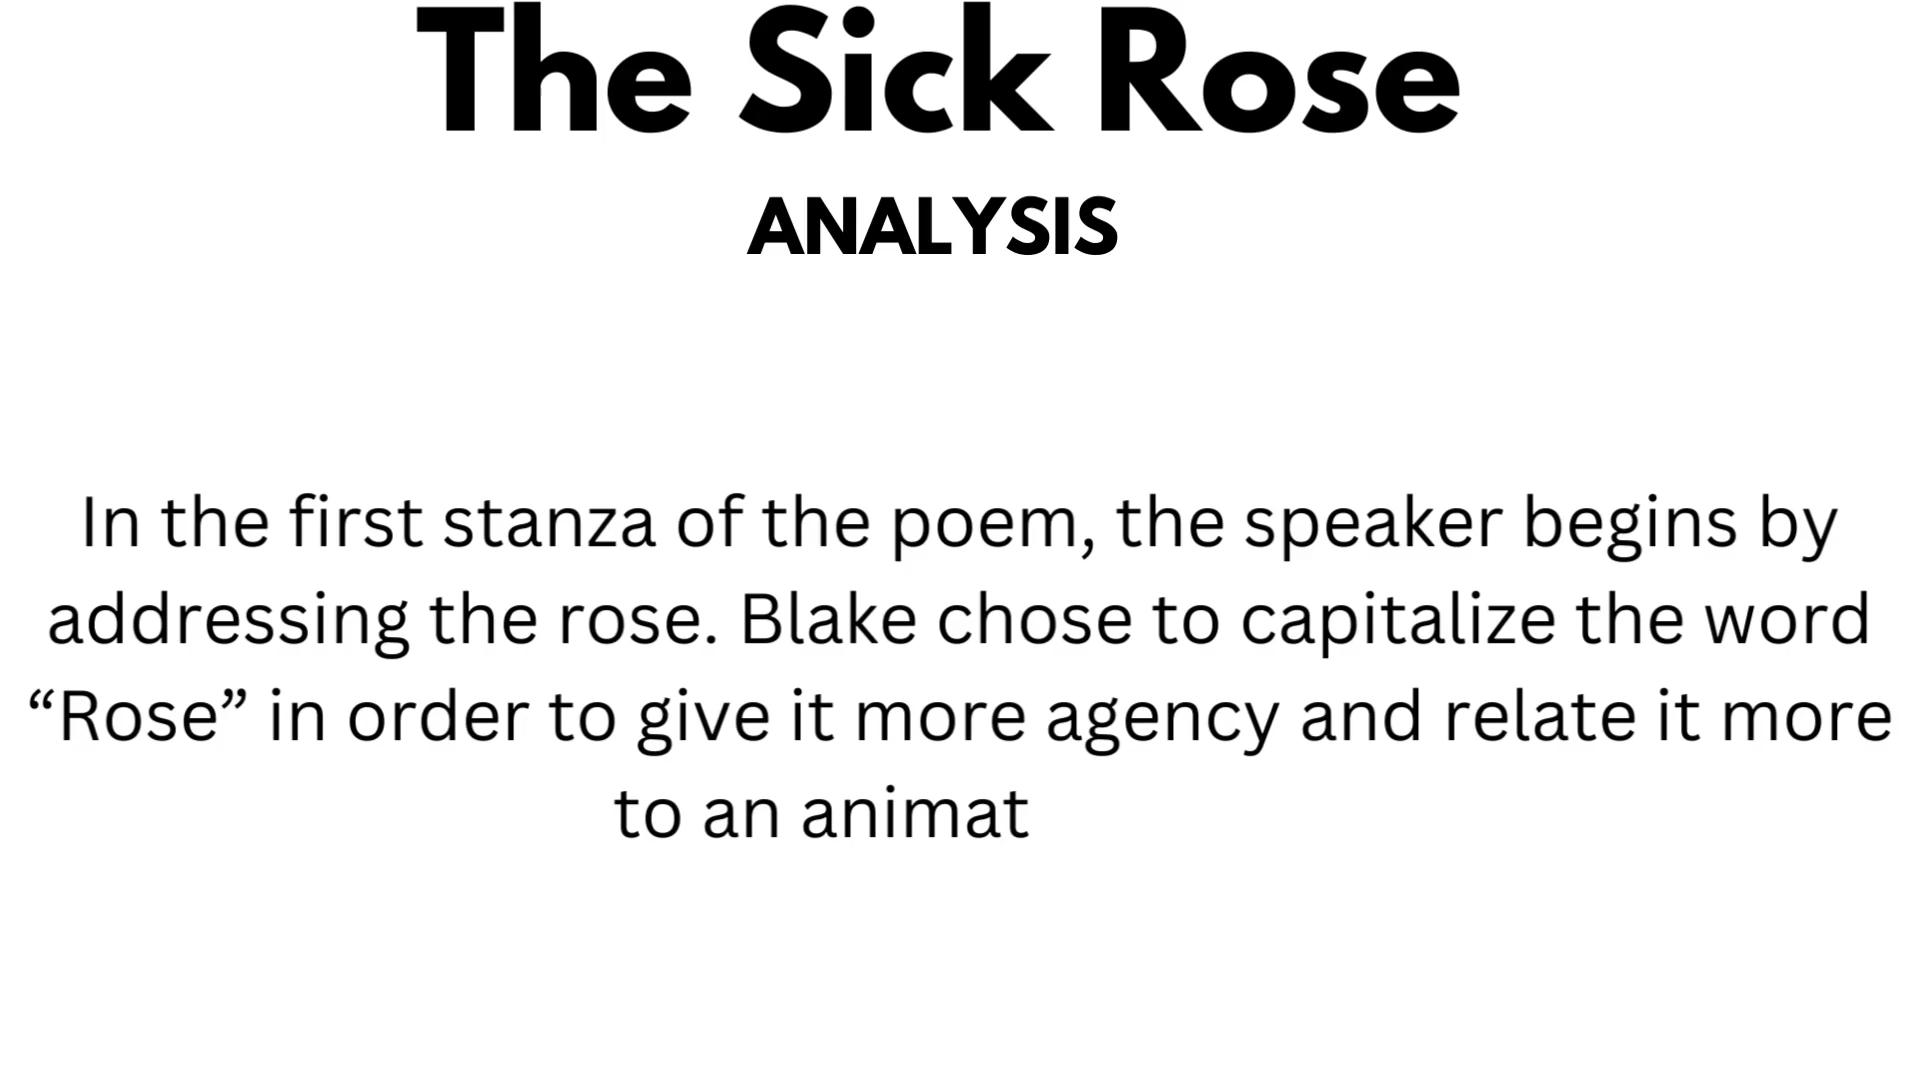 The Sick Rose
ANALYSIS
In the first stanza of the poem, the speaker begins by
addressing the rose. Blake chose to capitalize the word
“Rose” in order to give it more agency and relate it more
to an animat